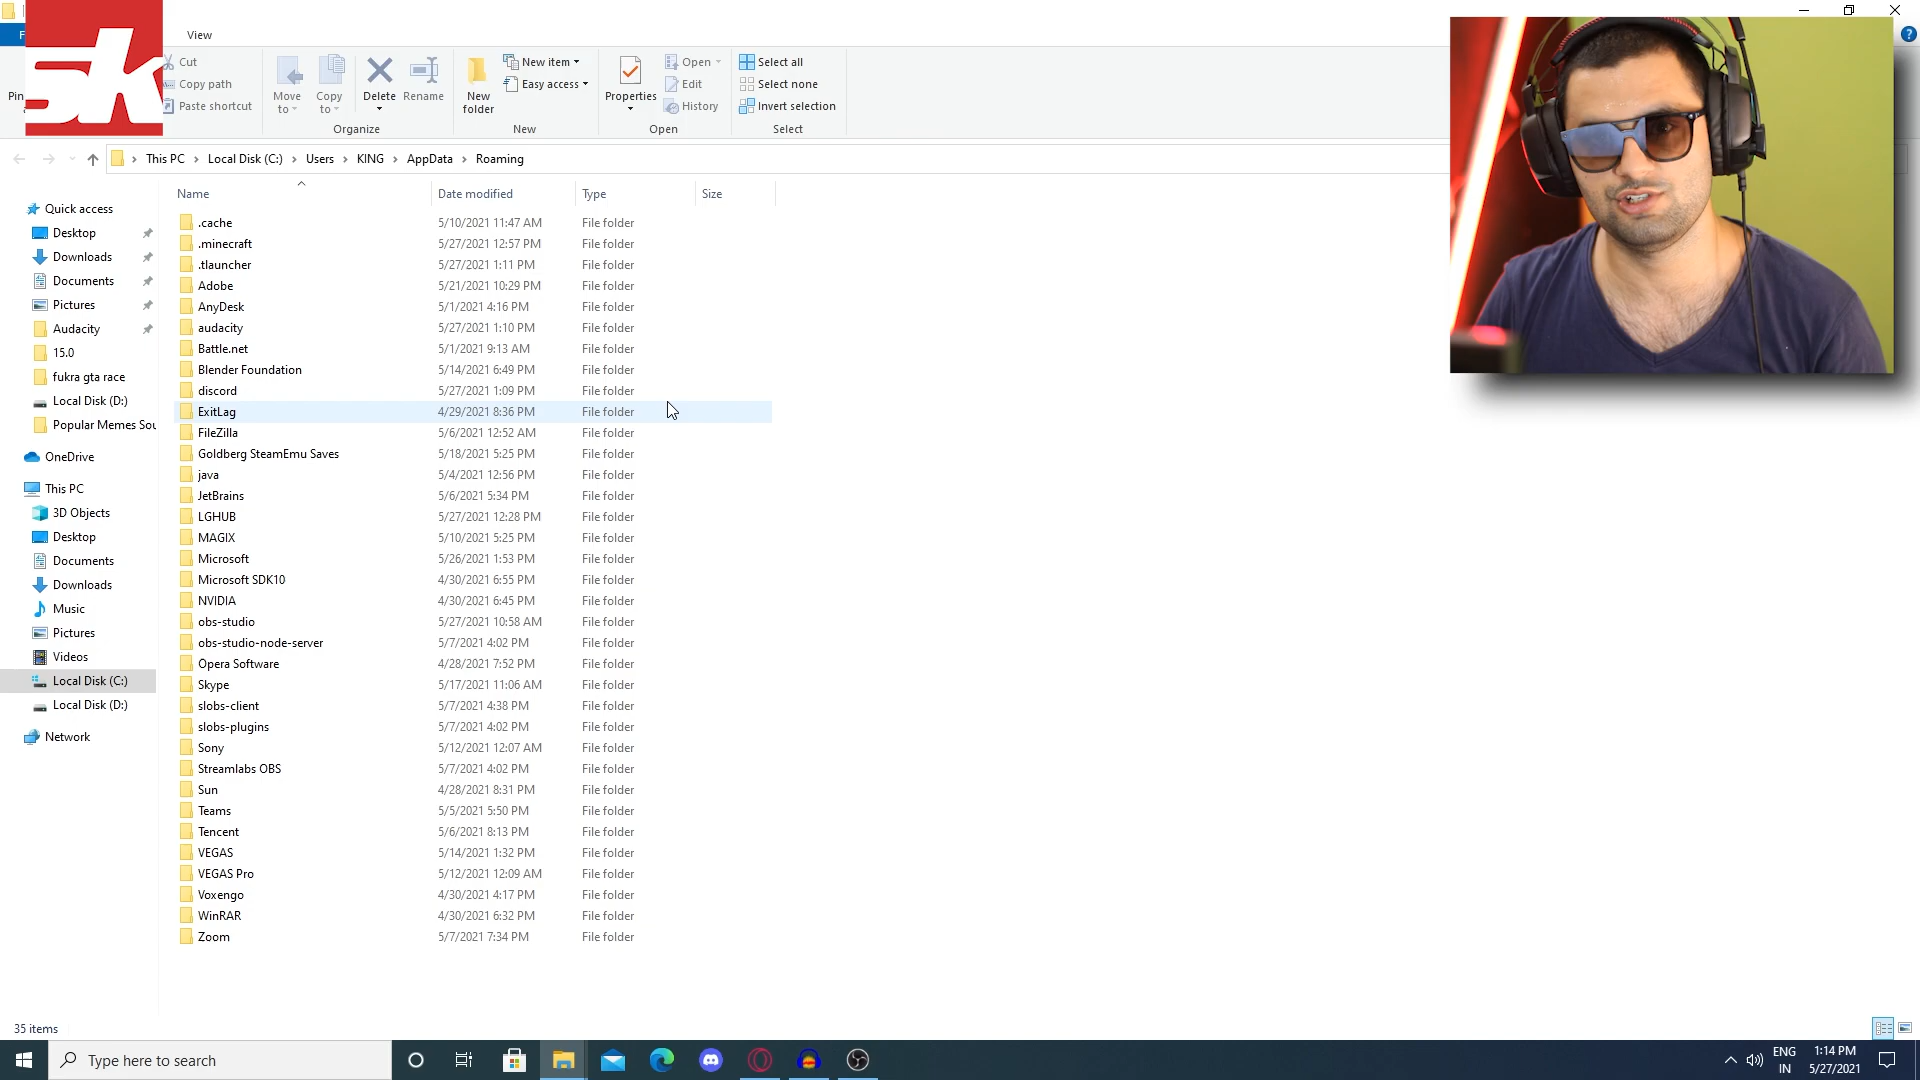 F
sk
View
Cut
Copy path
Paste shortcut
Pin
Move to
Copy to
Delete
Rename
Organize
New folder
New item
Easy access
New
Properties
Open
Edit
History
Open
Select all
Select none
Invert selection
Select
This PC > Local Disk (C:) > Users > KING > AppData > Roaming
Quick access
Desktop
Downloads
Documents
Pictures
Audacity
15.0
fukra gta race
Local Disk (D:)
Popular Memes Sou
OneDrive
This PC
3D Objects
Desktop
Documents
Downloads
Music
Pictures
Videos
Local Disk (C:)
Local Disk (D:)
Network
Name Date modified Type Size
.cache 5/10/2021 11:47 AM File folder
.minecraft 5/27/2021 12:57 PM File folder
.tlauncher 5/27/2021 1:11 PM File folder
Adobe 5/21/2021 10:29 PM File folder
AnyDesk 5/1/2021 4:16 PM File folder
audacity 5/27/2021 1:10 PM File folder
Battle.net 5/1/2021 9:13 AM File folder
Blender Foundation 5/14/2021 6:49 PM File folder
discord 5/27/2021 1:09 PM File folder
ExitLag 4/29/2021 8:36 PM File folder
FileZilla 5/6/2021 12:52 AM File folder
Goldberg SteamEmu Saves 5/18/2021 5:25 PM File folder
java 5/4/2021 12:56 PM File folder
JetBrains 5/6/2021 5:34 PM File folder
LGHUB 5/27/2021 12:28 PM File folder
MAGIX 5/10/2021 5:25 PM File folder
Microsoft 5/26/2021 1:53 PM File folder
Microsoft SDK10 4/30/2021 6:55 PM File folder
NVIDIA 4/30/2021 6:45 PM File folder
obs-studio 5/27/2021 10:58 AM File folder
obs-studio-node-server 5/7/2021 4:02 PM File folder
Opera Software 4/28/2021 7:52 PM File folder
Skype 5/17/2021 11:06 AM File folder
slobs-client 5/7/2021 4:38 PM File folder
slobs-plugins 5/7/2021 4:02 PM File folder
Sony 5/12/2021 12:07 AM File folder
Streamlabs OBS 5/7/2021 4:02 PM File folder
Sun 4/28/2021 8:31 PM File folder
Teams 5/5/2021 5:50 PM File folder
Tencent 5/6/2021 8:13 PM File folder
VEGAS 5/14/2021 1:32 PM File folder
VEGAS Pro 5/12/2021 12:09 AM File folder
Voxengo 4/30/2021 4:17 PM File folder
WinRAR 4/30/2021 6:32 PM File folder
Zoom 5/7/2021 7:34 PM File folder
35 items
Type here to search
ENG
IN
1:14 PM
5/27/2021